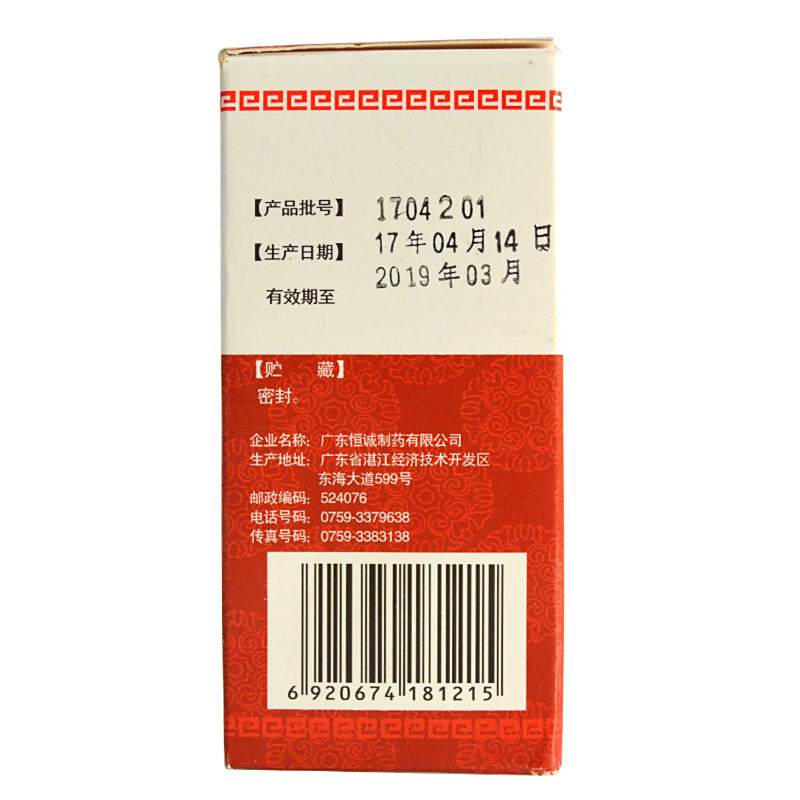 【产品批号】 1704201
【生产日期】 17年04月14日
有效期至 2019年03月
【贮 藏】
密封。
企业名称：广东恒诚制药有限公司
生产地址：广东省湛江经济技术开发区
东海大道599号
邮政编码：524076
电话号码：0759-3379638
传真号码：0759-3383138
6 920674 181215